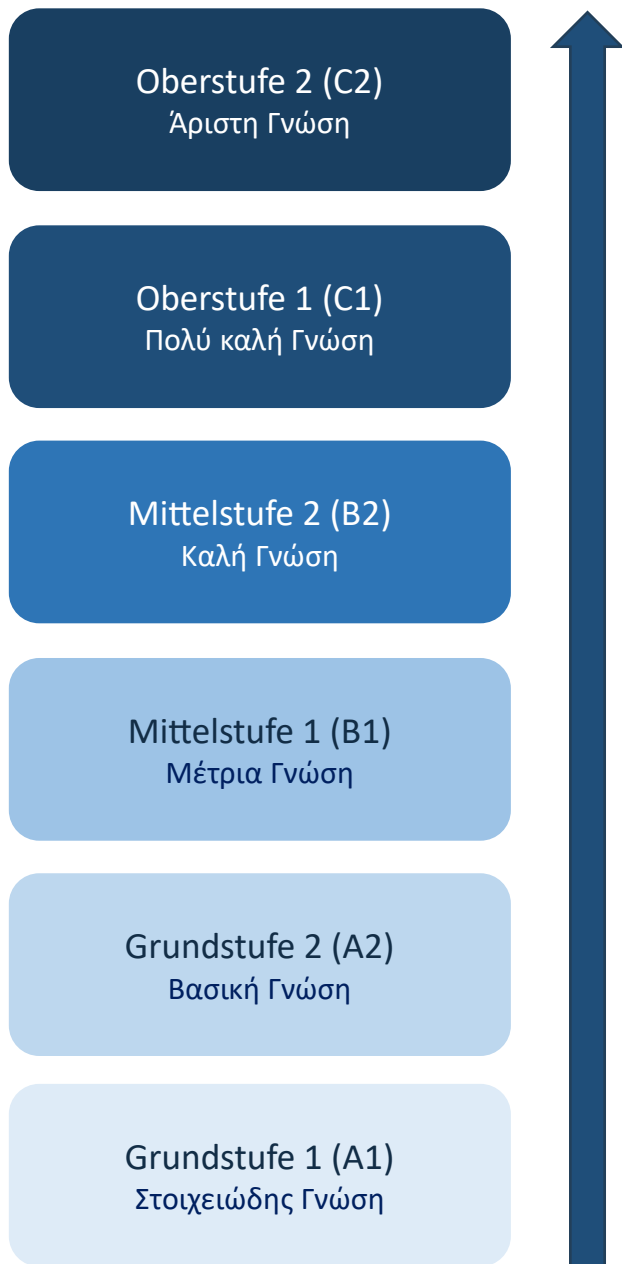 Oberstufe 2 (C2)
Άριστη Γνώση
Oberstufe 1 (C1)
Πολύ καλή Γνώση
Mittelstufe 2 (B2)
Καλή Γνώση
Mittelstufe 1 (B1)
Μέτρια Γνώση
Grundstufe 2 (A2)
Βασική Γνώση
Grundstufe 1 (A1)
Στοιχειώδης Γνώση